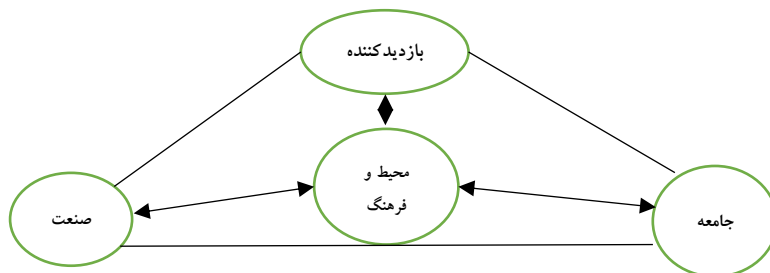 بازدیدکننده
محیط و
فرهنگ
صنعت
جامعه